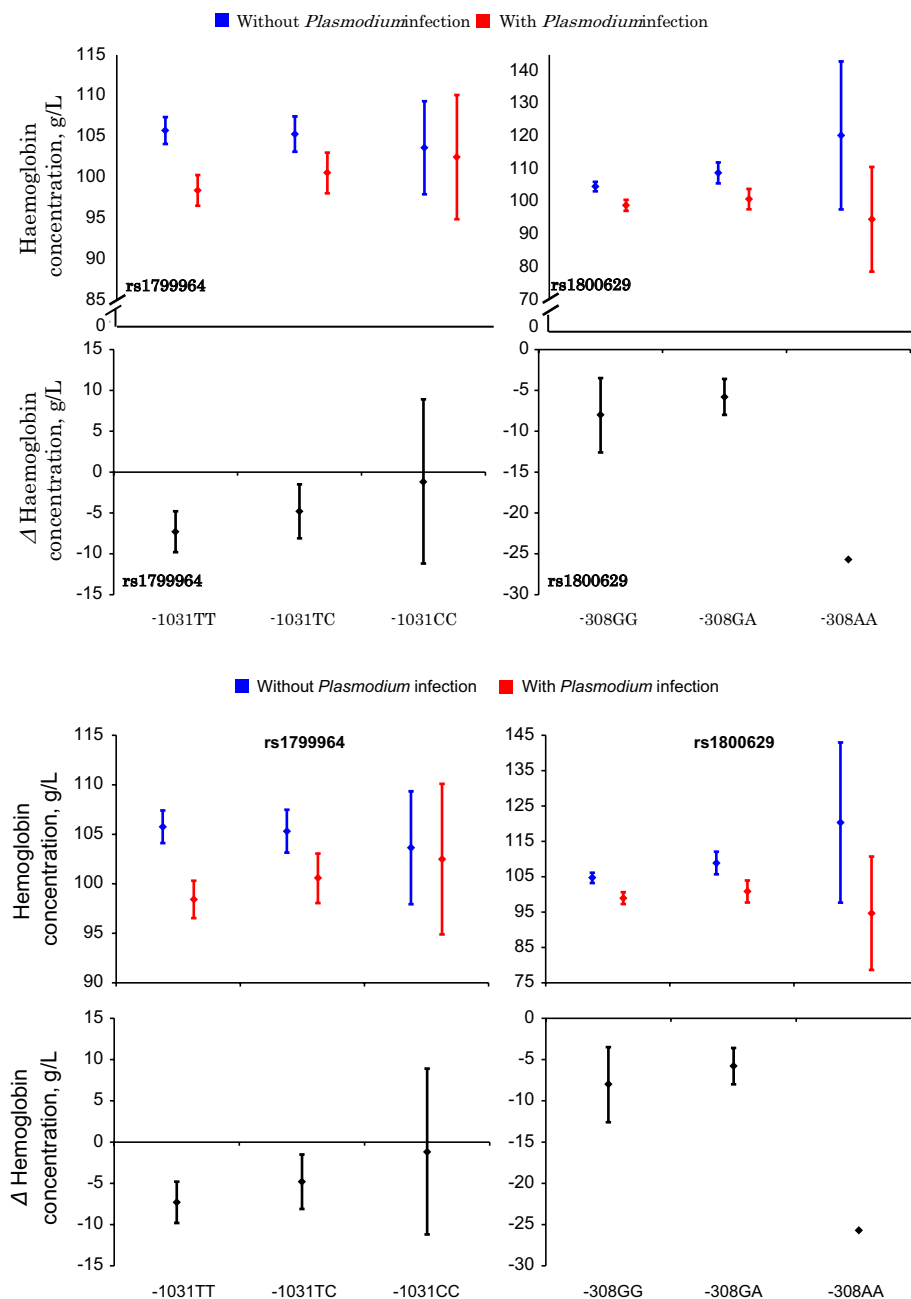 Without Plasmodiuminfection With Plasmodiuminfection
Haemoglobin
concentration, g/L
115
110
105
100
95
90
85
0
rs1799964
140
130
120
110
100
90
80
70
0
rs1800629
Δ Haemoglobin
concentration, g/L
15
10
5
0
-5
-10
-15
rs1799964
-1031TT -1031TC -1031CC
0
-5
-10
-15
-20
-25
-30
rs1800629
-308GG -308GA -308AA
Without Plasmodium infection With Plasmodium infection
Hemoglobin
concentration, g/L
115
110
105
100
95
90
rs1799964
145
135
125
115
105
95
85
75
rs1800629
Δ Hemoglobin
concentration, g/L
15
10
5
0
-5
-10
-15
-1031TT -1031TC -1031CC
0
-5
-10
-15
-20
-25
-30
-308GG -308GA -308AA